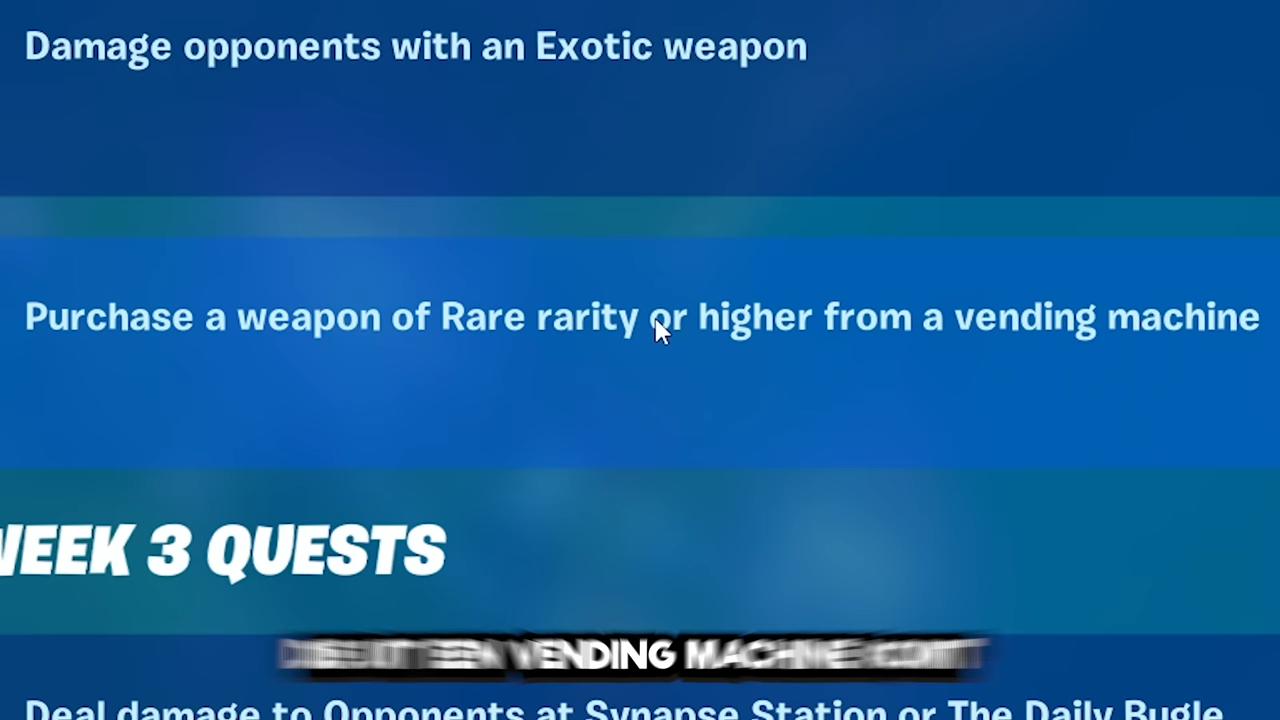 Damage opponents with an Exotic weapon
Purchase a weapon of Rare rarity or higher from a vending machine
WEEK 3 QUESTS
VENDING MACHINE
Deal damage to Opponents at Synapse Station or The Daily Bugle